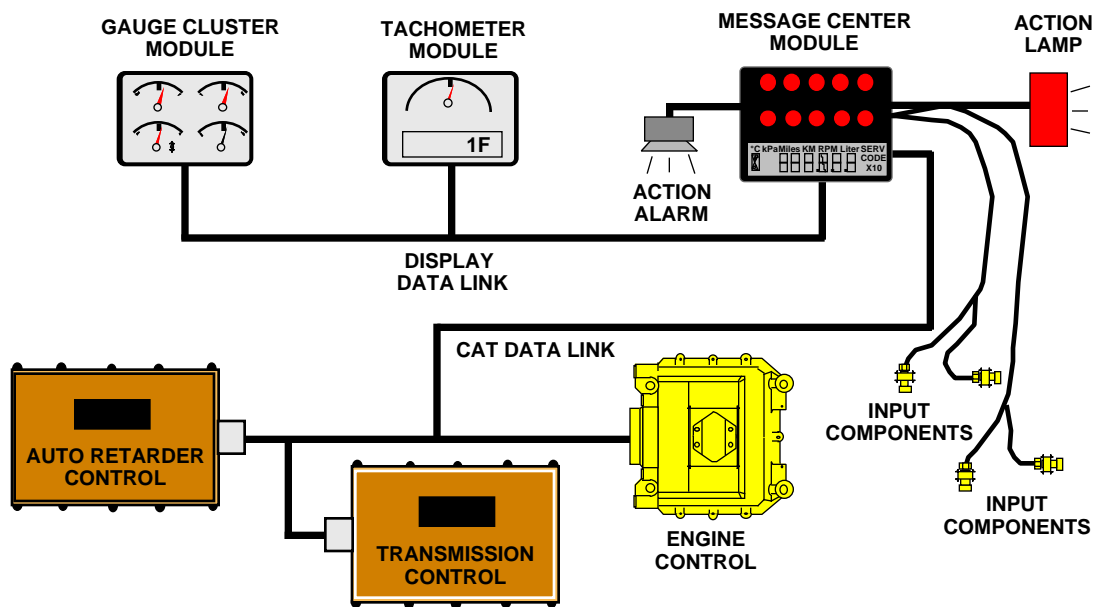 GAUGE CLUSTER
MODULE
TACHOMETER
MODULE
MESSAGE CENTER
MODULE
ACTION
LAMP
1F
°C kPa Miles KM RPM Liter SERV
CODE
X10
ACTION
ALARM
DISPLAY
DATA LINK
CAT DATA LINK
AUTO RETARDER
CONTROL
TRANSMISSION
CONTROL
ENGINE
CONTROL
INPUT
COMPONENTS
INPUT
COMPONENTS